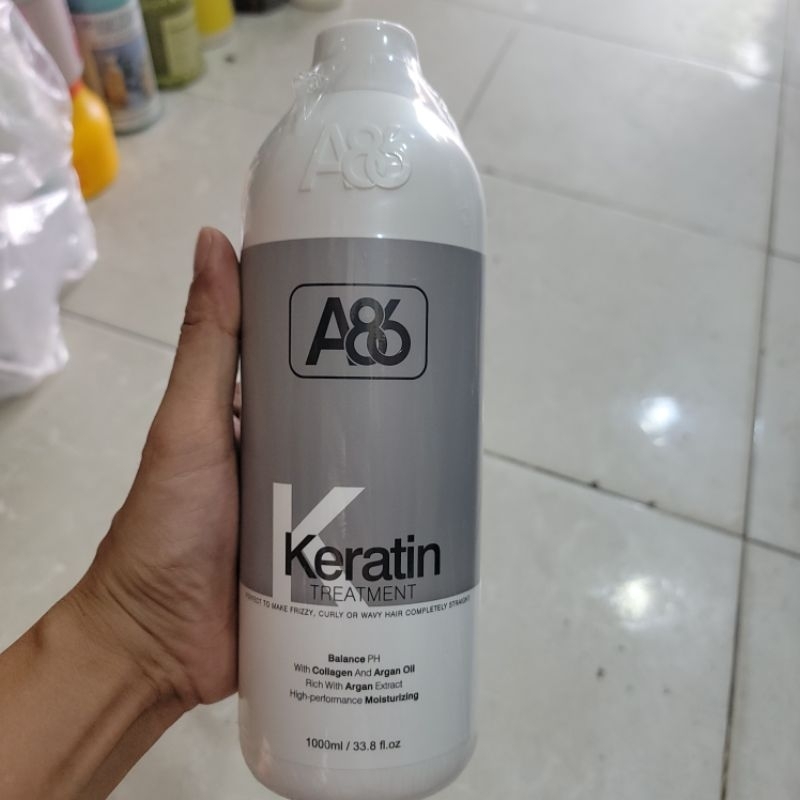 A86
A86
K
Keratin
TREATMENT
PERFECT TO MAKE FRIZZY, CURLY OR WAVY HAIR COMPLETELY STRAIGHT
Balance PH
With Collagen And Argan Oil
Rich With Argan Extract
High-performance Moisturizing
1000ml / 33.8 fl.oz